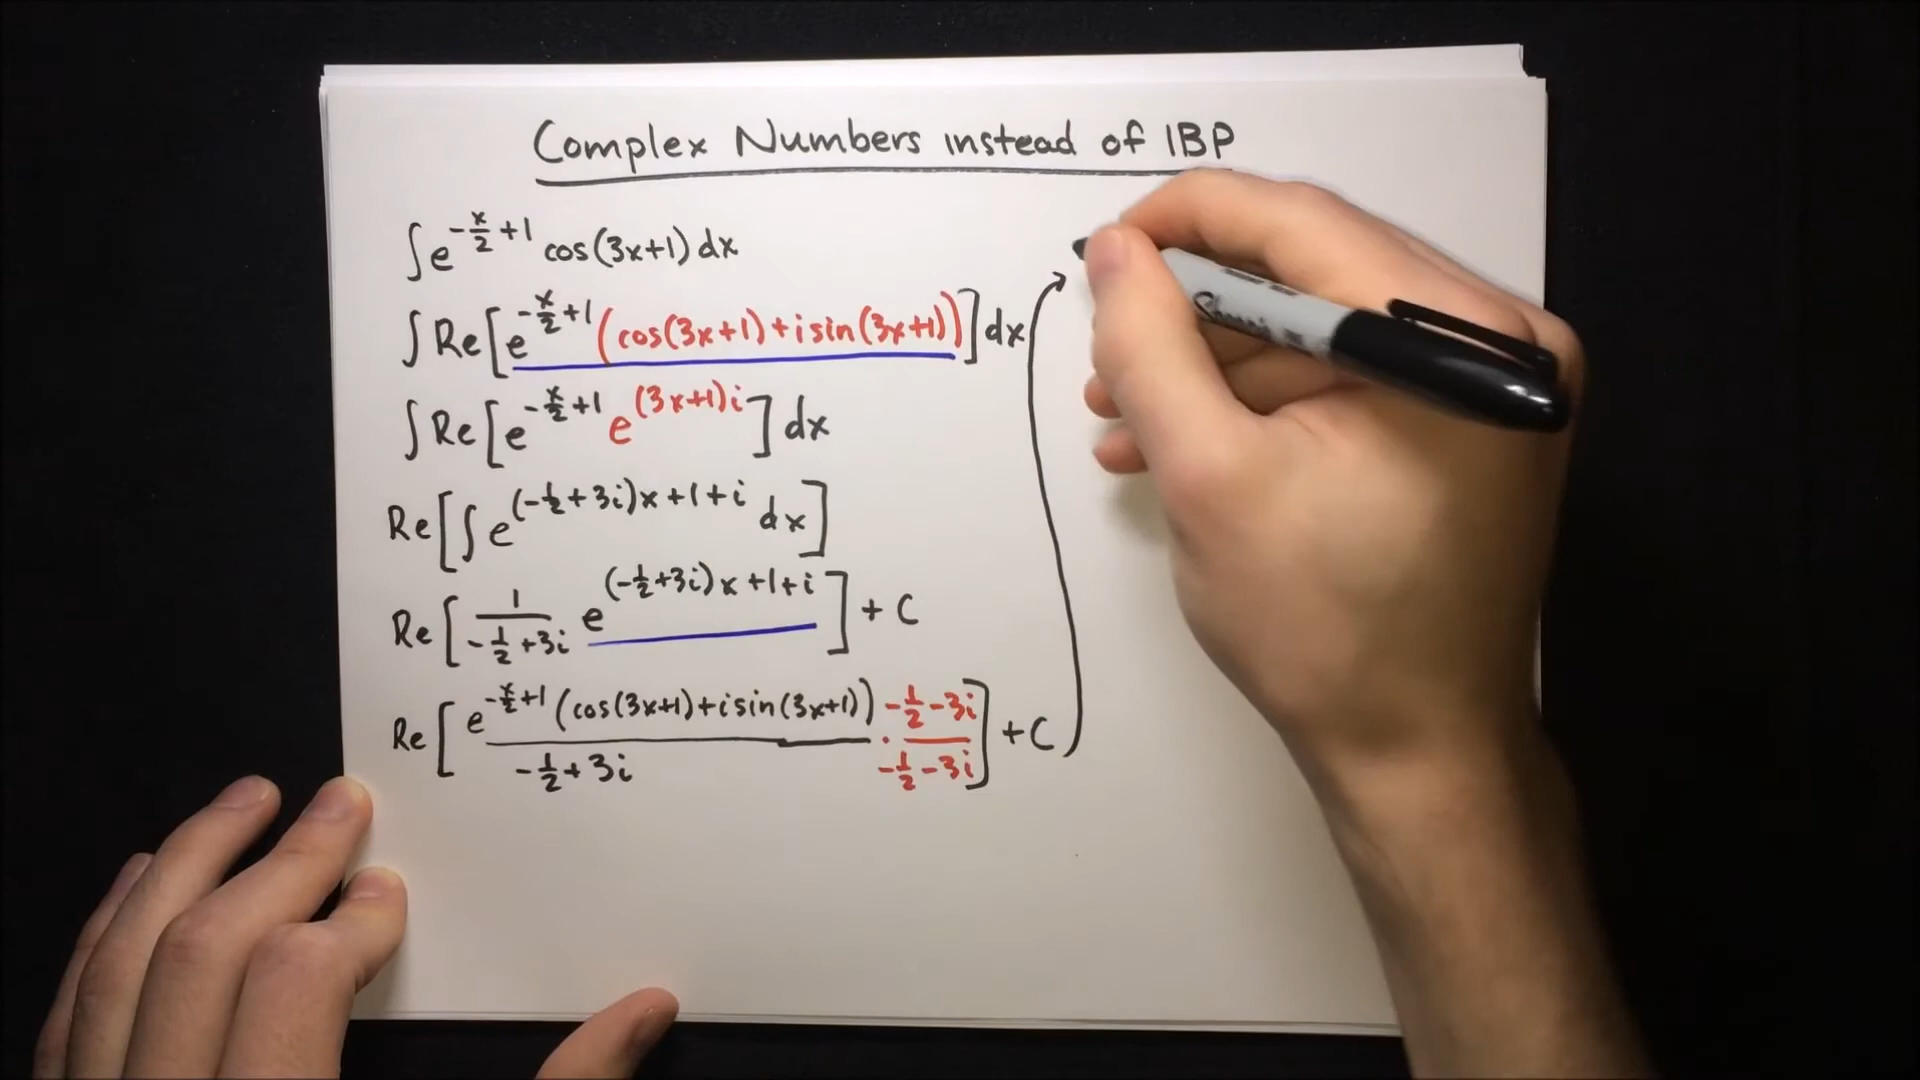 Complex Numbers instead of IBP
∫e^(-x/2 +1) cos(3x+1) dx
∫Re[e^(-x/2 +1) (cos(3x+1)+isin(3x+1))] dx
∫Re[e^(-x/2 +1) e^((3x+1)i)] dx
Re[∫e^((-1/2+3i)x+1+i) dx]
Re[1/(-1/2+3i) e^((-1/2+3i)x+1+i)] + C
Re[e^(-x/2+1) (cos(3x+1)+isin(3x+1))/(-1/2+3i) · (-1/2-3i)/(-1/2-3i)] + C
Sharpie